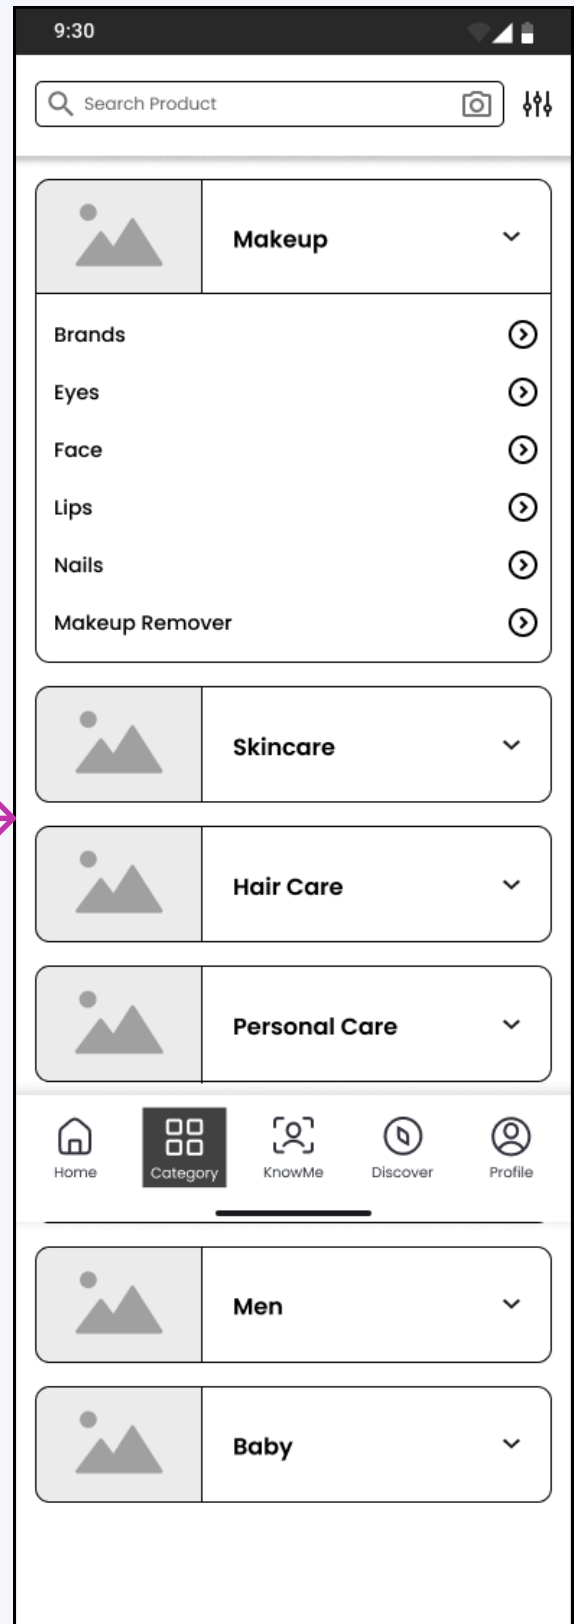 9:30
Search Product
Makeup
Brands
Eyes
Face
Lips
Nails
Makeup Remover
Skincare
Hair Care
Personal Care
Home Category KnowMe Discover Profile
Men
Baby